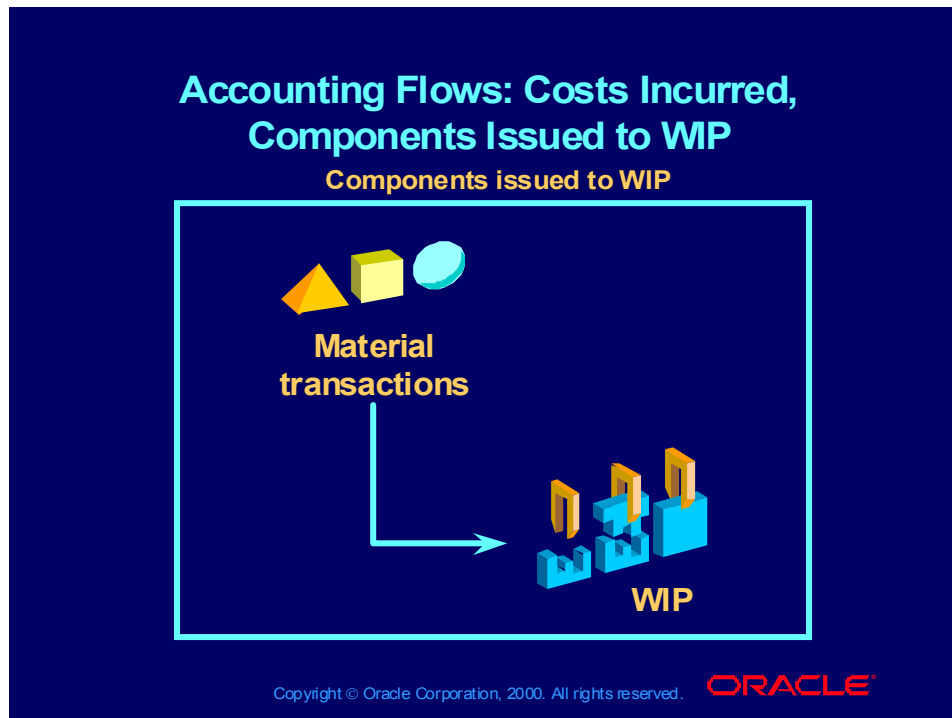 Accounting Flows: Costs Incurred,
Components Issued to WIP
Components issued to WIP
Material
transactions
WIP
Copyright © Oracle Corporation, 2000. All rights reserved.
ORACLE®